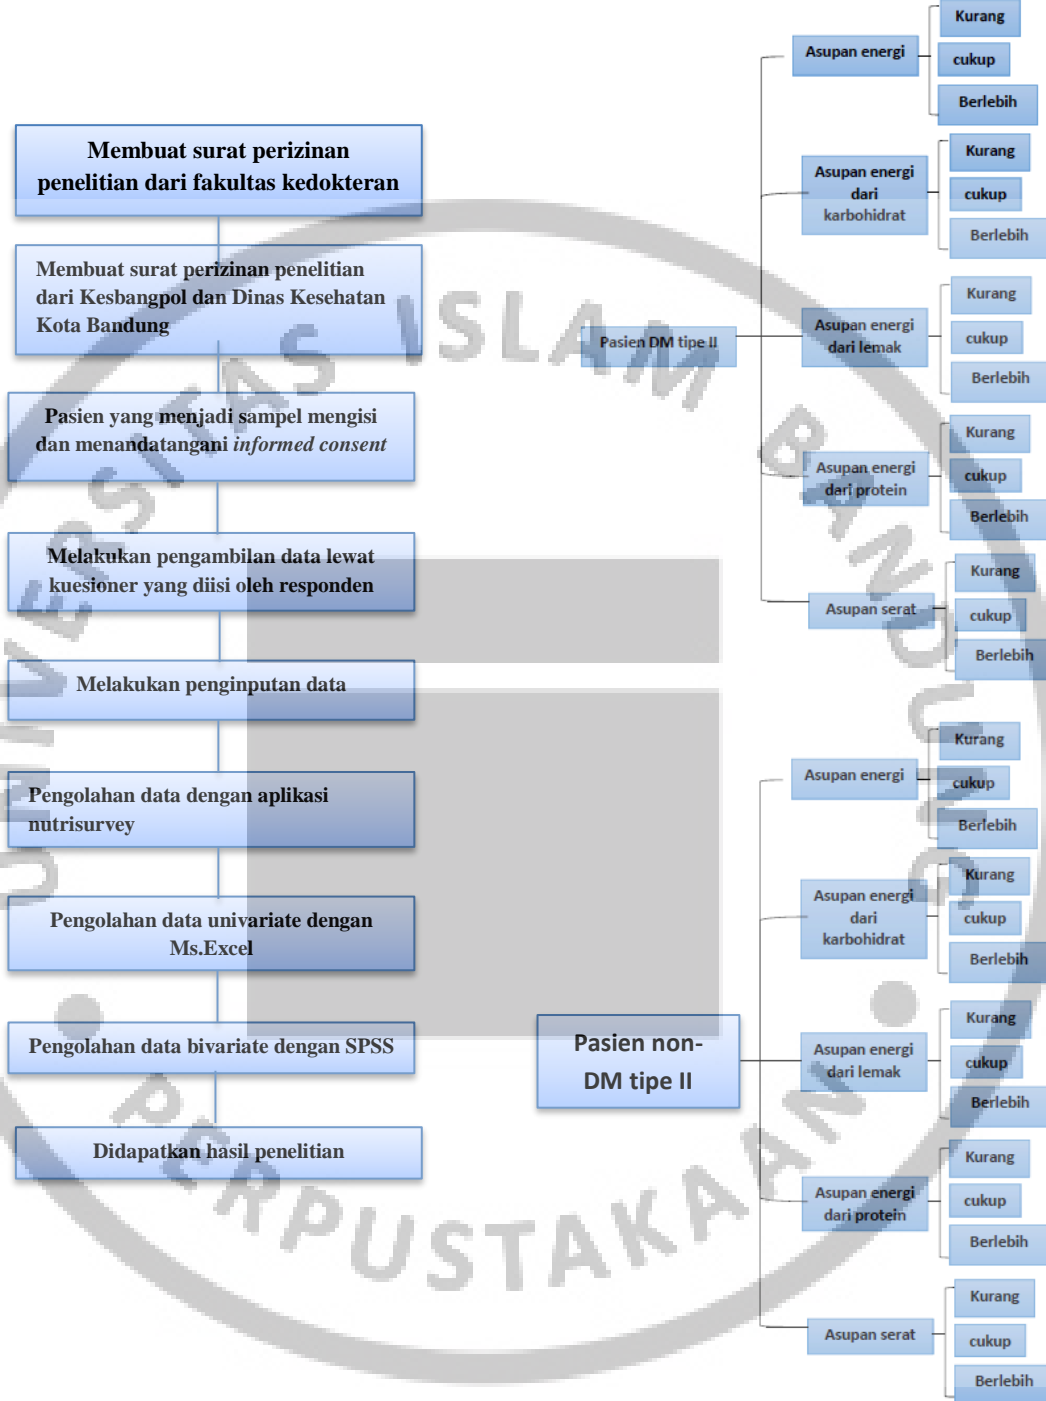 Membuat surat perizinan
penelitian dari fakultas kedokteran
Membuat surat perizinan penelitian
dari Kesbangpol dan Dinas Kesehatan
Kota Bandung
Pasien yang menjadi sampel mengisi
dan menandatangani informed consent
Melakukan pengambilan data lewat
kuesioner yang diisi oleh responden
Melakukan penginputan data
Pengolahan data dengan aplikasi
nutrisurvey
Pengolahan data univariate dengan
Ms.Excel
Pengolahan data bivariate dengan SPSS
Didapatkan hasil penelitian
Pasien DM tipe II
Asupan energi
Kurang
cukup
Berlebih
Asupan energi
dari
karbohidrat
Kurang
cukup
Berlebih
Asupan energi
dari lemak
Kurang
cukup
Berlebih
Asupan energi
dari protein
Kurang
cukup
Berlebih
Asupan serat
Kurang
cukup
Berlebih
Pasien non-
DM tipe II
Asupan energi
Kurang
cukup
Berlebih
Asupan energi
dari
karbohidrat
Kurang
cukup
Berlebih
Asupan energi
dari lemak
Kurang
cukup
Berlebih
Asupan energi
dari protein
Kurang
cukup
Berlebih
Asupan serat
Kurang
cukup
Berlebih
UNIVERSITAS ISLAM BANDUNG
PERPUSTAKAAN